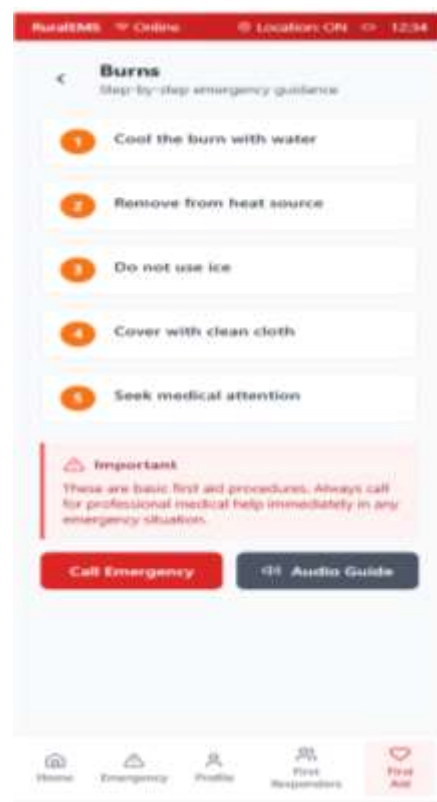 RuralEMS Online Location: ON 12:34
Burns
Step-by-step emergency guidance
1 Cool the burn with water
2 Remove from heat source
3 Do not use ice
4 Cover with clean cloth
5 Seek medical attention
Important
These are basic first aid procedures. Always call
for professional medical help immediately in any
emergency situation.
Call Emergency Audio Guide
Home Emergency Profile First Responders First Aid